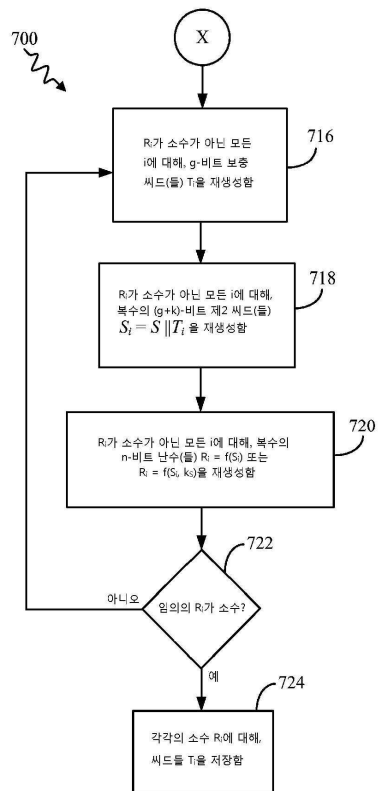 700
X
Rᵢ가 소수가 아닌 모든
i에 대해, g-비트 보충
씨드(들) Tᵢ을 재생성함
716
Rᵢ가 소수가 아닌 모든 i에 대해,
복수의 (g+k)-비트 제2 씨드(들)
Sᵢ = S ∥ Tᵢ 을 재생성함
718
Rᵢ가 소수가 아닌 모든 i에 대해, 복수의
n-비트 난수(들) Rᵢ = f(Sᵢ) 또는
Rᵢ = f(Sᵢ, kₛ)을 재생성함
720
722
임의의 Rᵢ가 소수?
아니오
예
724
각각의 소수 Rᵢ에 대해,
씨드들 Tᵢ을 저장함